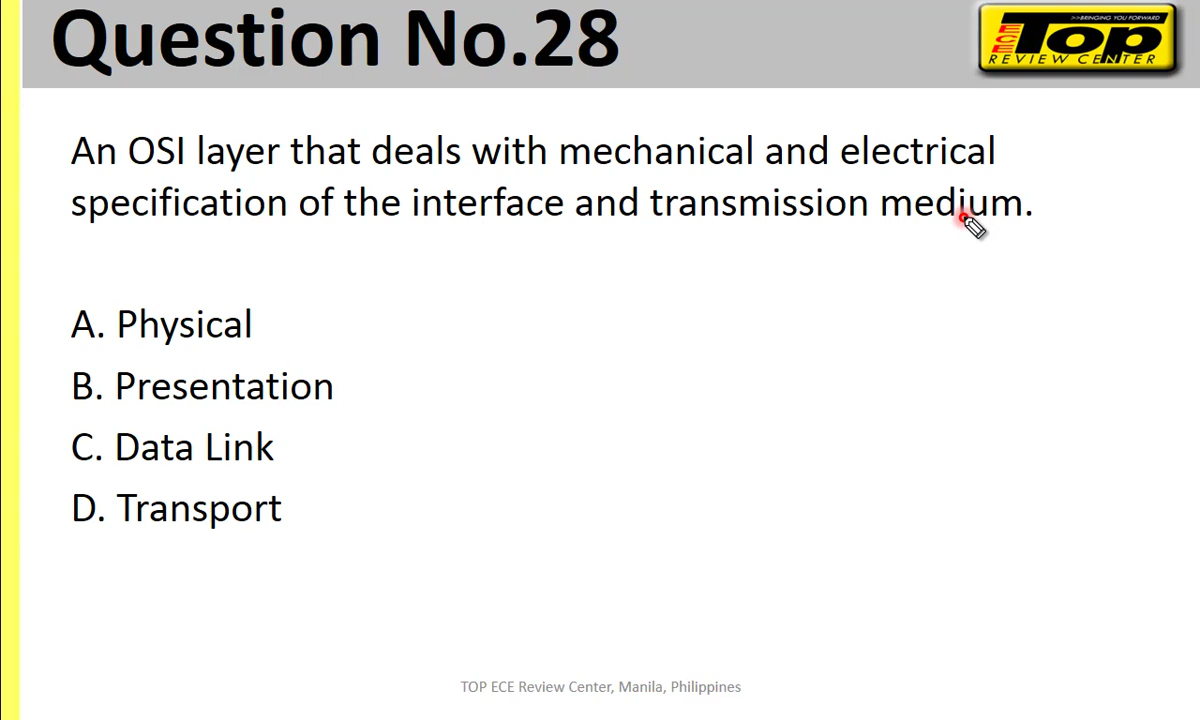 Question No.28
>>BRINGING YOU FORWARD
ECE Top
REVIEW CENTER
An OSI layer that deals with mechanical and electrical
specification of the interface and transmission medium.
A. Physical
B. Presentation
C. Data Link
D. Transport
TOP ECE Review Center, Manila, Philippines